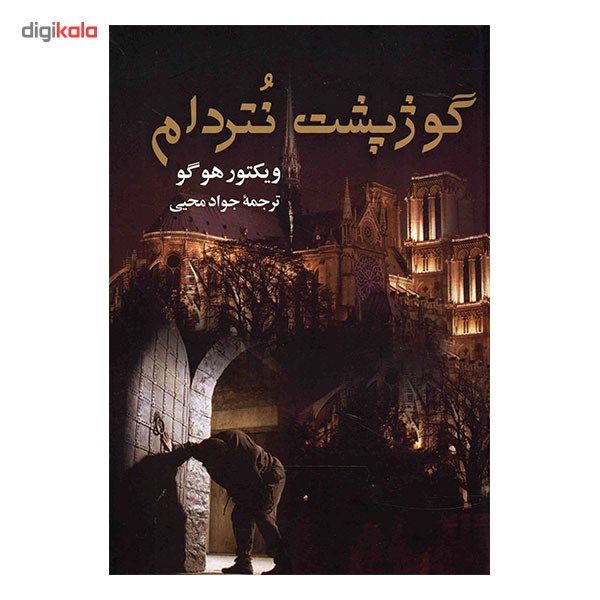 digikala
گوژپشت نُتردام
ویکتور هوگو
ترجمهٔ جواد محیی